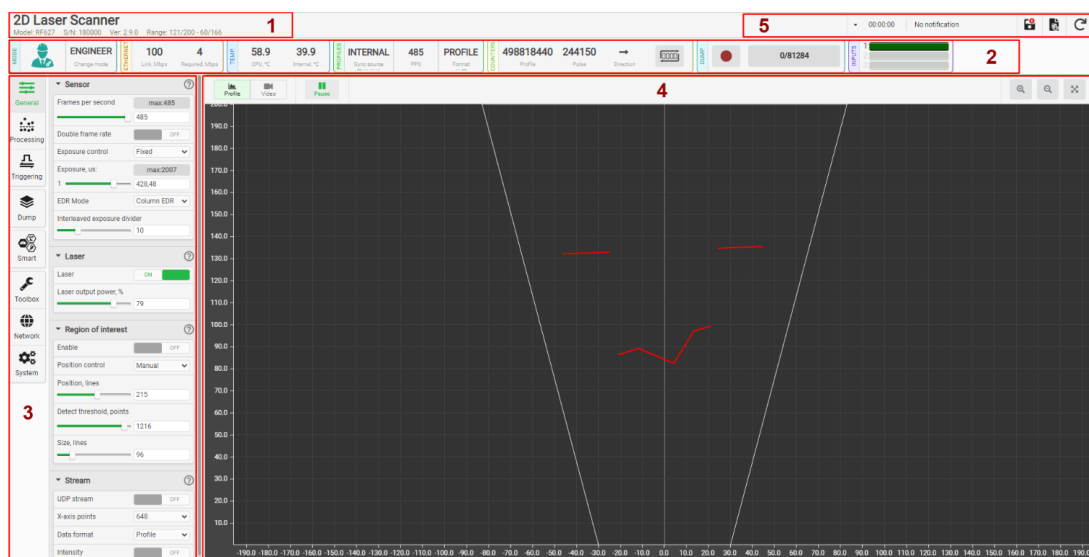 2D Laser Scanner
Model: RF627 S/N: 180000 Ver: 2.9.0 Range: 121/200 - 60/166
1
5
00:00:00
No notification
MODE
ENGINEER
Change mode
ETHERNET
100
Link, Mbps
4
Required, Mbps
TEMP
58.9
CPU, °C
39.9
Internal, °C
PROFILES
INTERNAL
Sync source
485
PPS
PROFILE
Format
COUNTERS
498818440
Profile
244150
Pulse
→
Direction
DUMP
0/81284
INPUTS
1
2
General
Processing
Triggering
Dump
Smart
Toolbox
Network
System
3
Sensor
Frames per second
max:485
485
Double frame rate
OFF
Exposure control
Fixed
Exposure, us:
max:2007
1
428,48
EDR Mode
Column EDR
Interleaved exposure divider
10
Laser
Laser
ON
Laser output power, %
79
Region of interest
Enable
OFF
Position control
Manual
Position, lines
215
Detect threshold, points
1216
Size, lines
96
Stream
UDP stream
OFF
X-axis points
648
Data format
Profile
Intensity
OFF
Profile
Video
Pause
4
200.0
190.0
180.0
170.0
160.0
150.0
140.0
130.0
120.0
110.0
100.0
90.0
80.0
70.0
60.0
50.0
40.0
30.0
20.0
10.0
-190.0 -180.0 -170.0 -160.0 -150.0 -140.0 -130.0 -120.0 -110.0 -100.0 -90.0 -80.0 -70.0 -60.0 -50.0 -40.0 -30.0 -20.0 -10.0 0.0 10.0 20.0 30.0 40.0 50.0 60.0 70.0 80.0 90.0 100.0 110.0 120.0 130.0 140.0 150.0 160.0 170.0 180.0 190.0